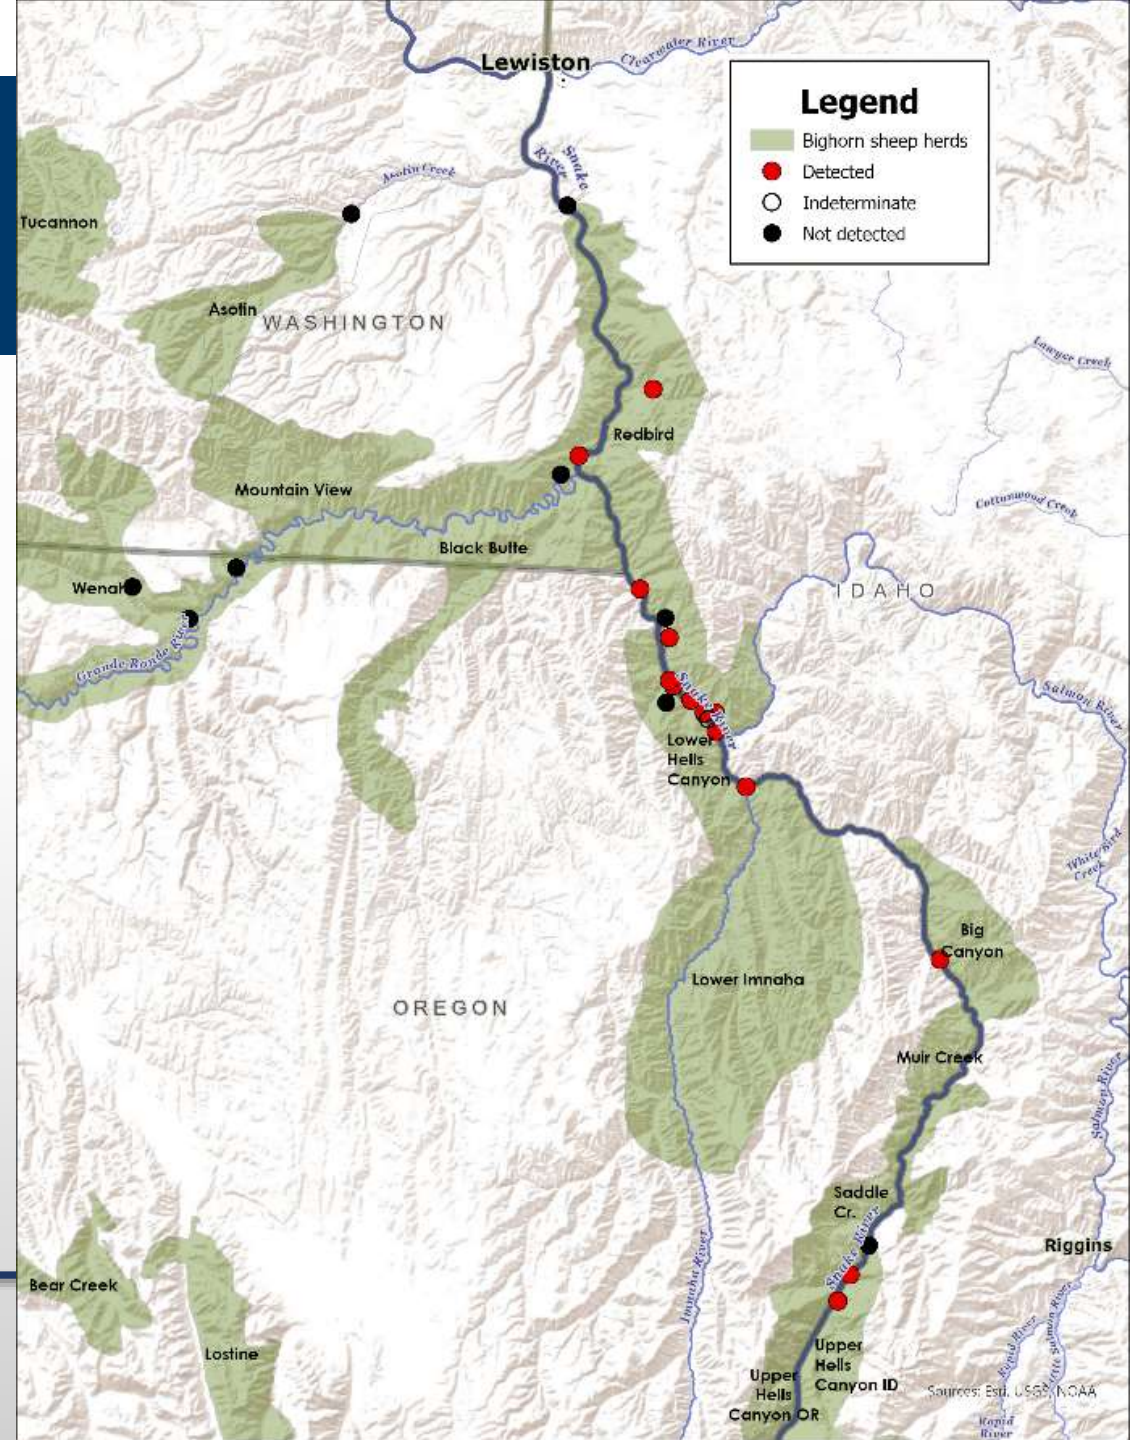 Lewiston
Clearwater River
Legend
Bighorn sheep herds
Detected
Indeterminate
Not detected
Snake
River
Asotin Creek
Tucannon
Asotin
WASHINGTON
Lawyer Creek
Redbird
Mountain View
Cottonwood Creek
Black Butte
Wenah
IDAHO
Grande Ronde River
Snake River
Salmon River
Lower
Hells
Canyon
White Bird
Creek
Big
Canyon
Lower Imnaha
OREGON
Muir Creek
Salmon River
Saddle
Cr.
Snake River
Riggins
Imnaha River
Bear Creek
Lostine
Upper
Hells
Canyon ID
Rapid River
Little Salmon River
Upper
Hells
Canyon OR
Sources: Esri, USGS, NOAA
Rapid
River